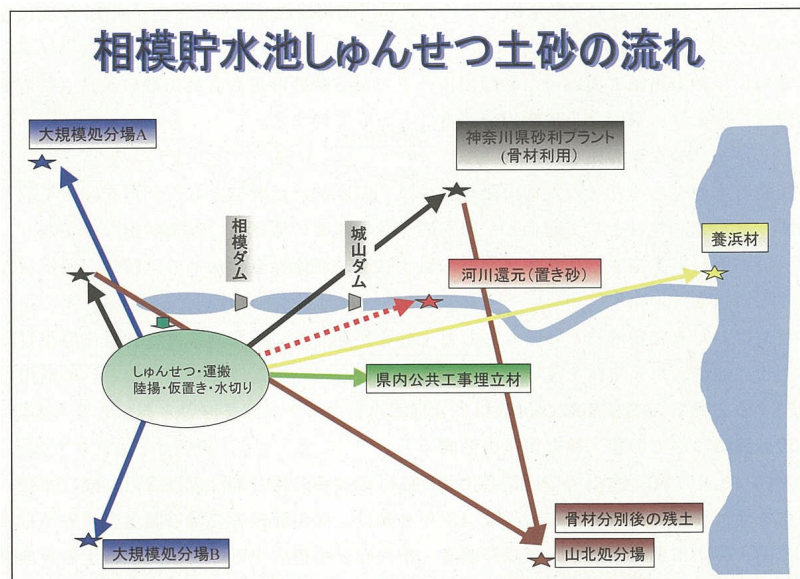 相模貯水池しゅんせつ土砂の流れ
大規模処分場A
神奈川県砂利プラント
(骨材利用)
相模ダム
城山ダム
養浜材
河川還元(置き砂)
しゅんせつ・運搬
陸揚・仮置き・水切り
県内公共工事埋立材
骨材分別後の残土
大規模処分場B
山北処分場